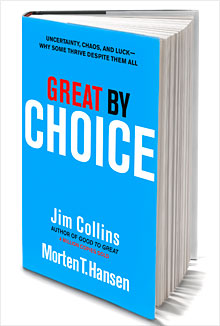 UNCERTAINTY, CHAOS, AND LUCK—
WHY SOME THRIVE DESPITE THEM ALL
GREAT BY
CHOICE
Jim Collins
AUTHOR OF GOOD TO GREAT
Morten T. Hansen